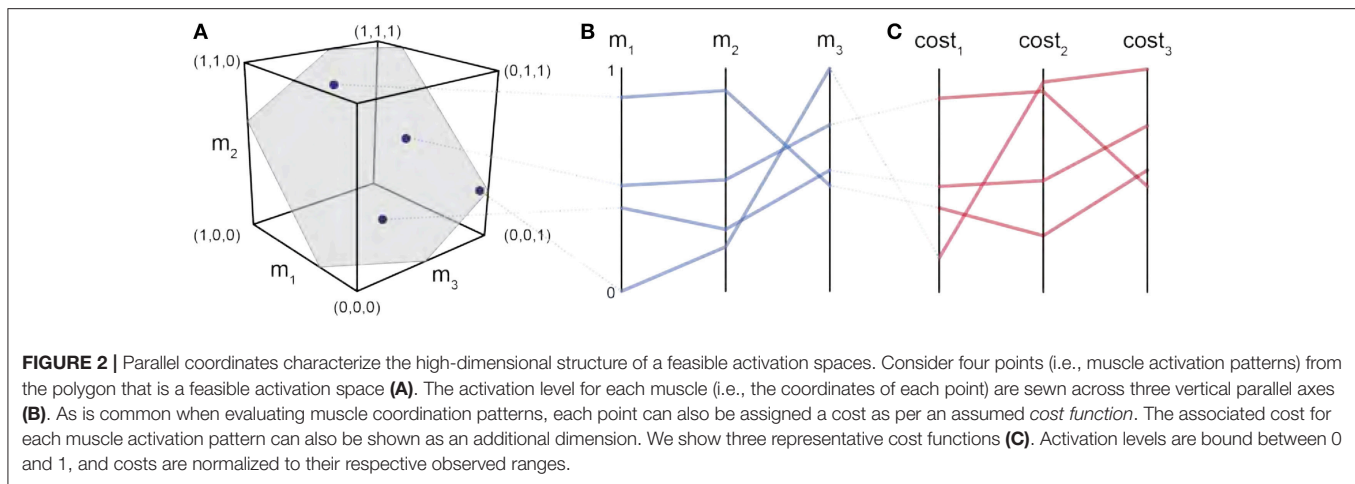 A
B
C
(1,1,1)
(1,1,0)
(0,1,1)
m2
(1,0,0)
(0,0,1)
m1
m3
(0,0,0)
m1
m2
m3
1
0
cost1
cost2
cost3
FIGURE 2 | Parallel coordinates characterize the high-dimensional structure of a feasible activation spaces. Consider four points (i.e., muscle activation patterns) from
the polygon that is a feasible activation space (A). The activation level for each muscle (i.e., the coordinates of each point) are sewn across three vertical parallel axes
(B). As is common when evaluating muscle coordination patterns, each point can also be assigned a cost as per an assumed cost function. The associated cost for
each muscle activation pattern can also be shown as an additional dimension. We show three representative cost functions (C). Activation levels are bound between 0
and 1, and costs are normalized to their respective observed ranges.